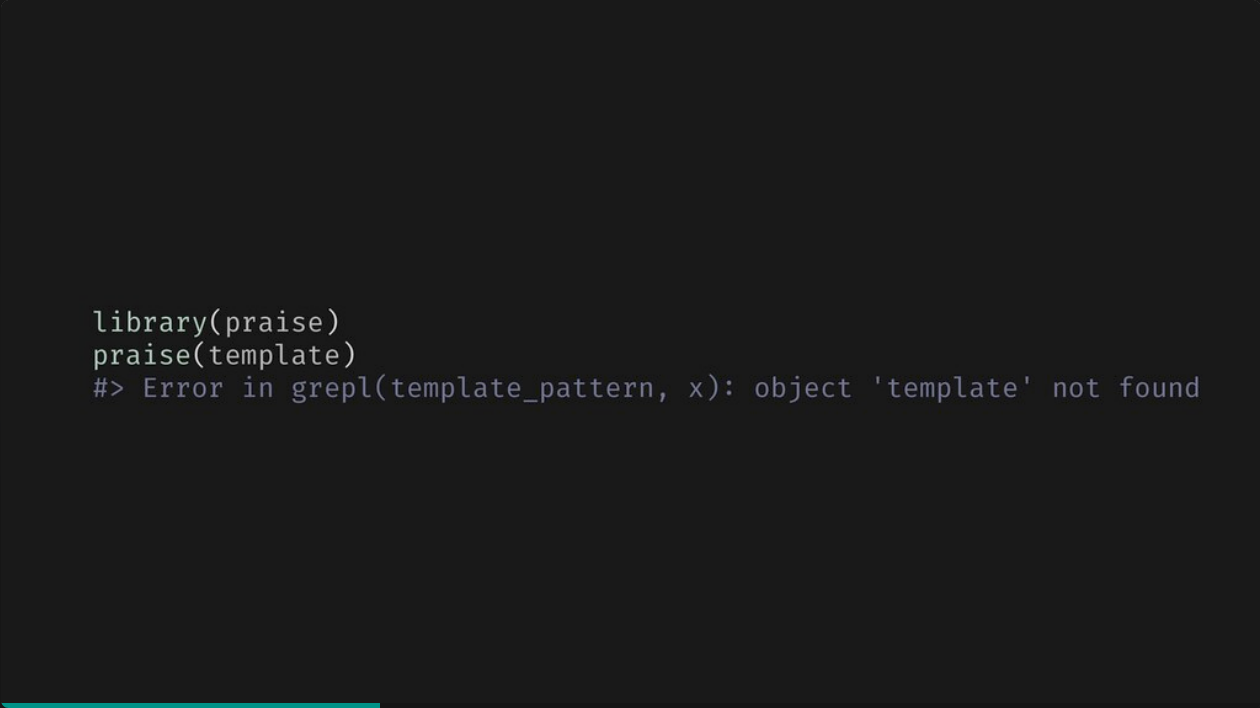 library(praise)
praise(template)
#> Error in grepl(template_pattern, x): object 'template' not found